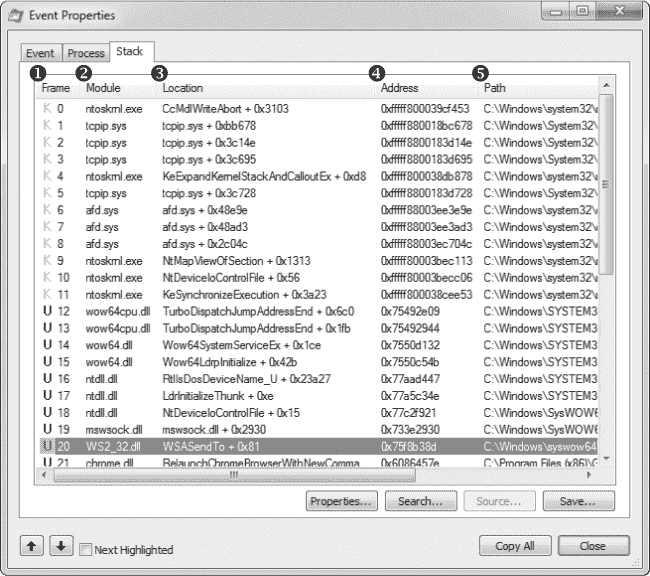 Event Properties
Event Process Stack
❶ ❷ ❸ ❹ ❺
Frame Module Location Address Path
K 0 ntoskrnl.exe CcMdlWriteAbort + 0x3103 0xfffff800039cf453 C:\Windows\system32\
K 1 tcpip.sys tcpip.sys + 0xbb678 0xfffff880018bc678 C:\Windows\System32\
K 2 tcpip.sys tcpip.sys + 0x3c14e 0xfffff8800183d14e C:\Windows\System32\
K 3 tcpip.sys tcpip.sys + 0x3c695 0xfffff8800183d695 C:\Windows\System32\
K 4 ntoskrnl.exe KeExpandKernelStackAndCalloutEx + 0xd8 0xfffff800038db878 C:\Windows\system32\
K 5 tcpip.sys tcpip.sys + 0x3c728 0xfffff8800183d728 C:\Windows\System32\
K 6 afd.sys afd.sys + 0x48e9e 0xfffff88003ee3e9e C:\Windows\system32\
K 7 afd.sys afd.sys + 0x48ad3 0xfffff88003ee3ad3 C:\Windows\system32\
K 8 afd.sys afd.sys + 0x2c04c 0xfffff88003ec704c C:\Windows\system32\
K 9 ntoskrnl.exe NtMapViewOfSection + 0x1313 0xfffff80003bec113 C:\Windows\system32\
K 10 ntoskrnl.exe NtDeviceIoControlFile + 0x56 0xfffff80003becc06 C:\Windows\system32\
K 11 ntoskrnl.exe KeSynchronizeExecution + 0x3a23 0xfffff800038cee53 C:\Windows\system32\
U 12 wow64cpu.dll TurboDispatchJumpAddressEnd + 0x6c0 0x75492e09 C:\Windows\SYSTEM3
U 13 wow64cpu.dll TurboDispatchJumpAddressEnd + 0x1fb 0x75492944 C:\Windows\SYSTEM3
U 14 wow64.dll Wow64SystemServiceEx + 0x1ce 0x7550d132 C:\Windows\SYSTEM3
U 15 wow64.dll Wow64LdrpInitialize + 0x42b 0x7550c54b C:\Windows\SYSTEM3
U 16 ntdll.dll RtlIsDosDeviceName_U + 0x23a27 0x77aad447 C:\Windows\SYSTEM3
U 17 ntdll.dll LdrInitializeThunk + 0xe 0x77a5c34e C:\Windows\SYSTEM3
U 18 ntdll.dll NtDeviceIoControlFile + 0x15 0x77c2f921 C:\Windows\SysWOW6
U 19 mswsock.dll mswsock.dll + 0x2930 0x733e2930 C:\Windows\SysWOW6
U 20 WS2_32.dll WSASendTo + 0x81 0x75f8b38d C:\Windows\syswow64
U 21 chrome.dll RelaunchChromeBrowserWithNewComma 0x6086457e C:\Program Files (x86)\G
Properties... Search... Source... Save...
Next Highlighted Copy All Close